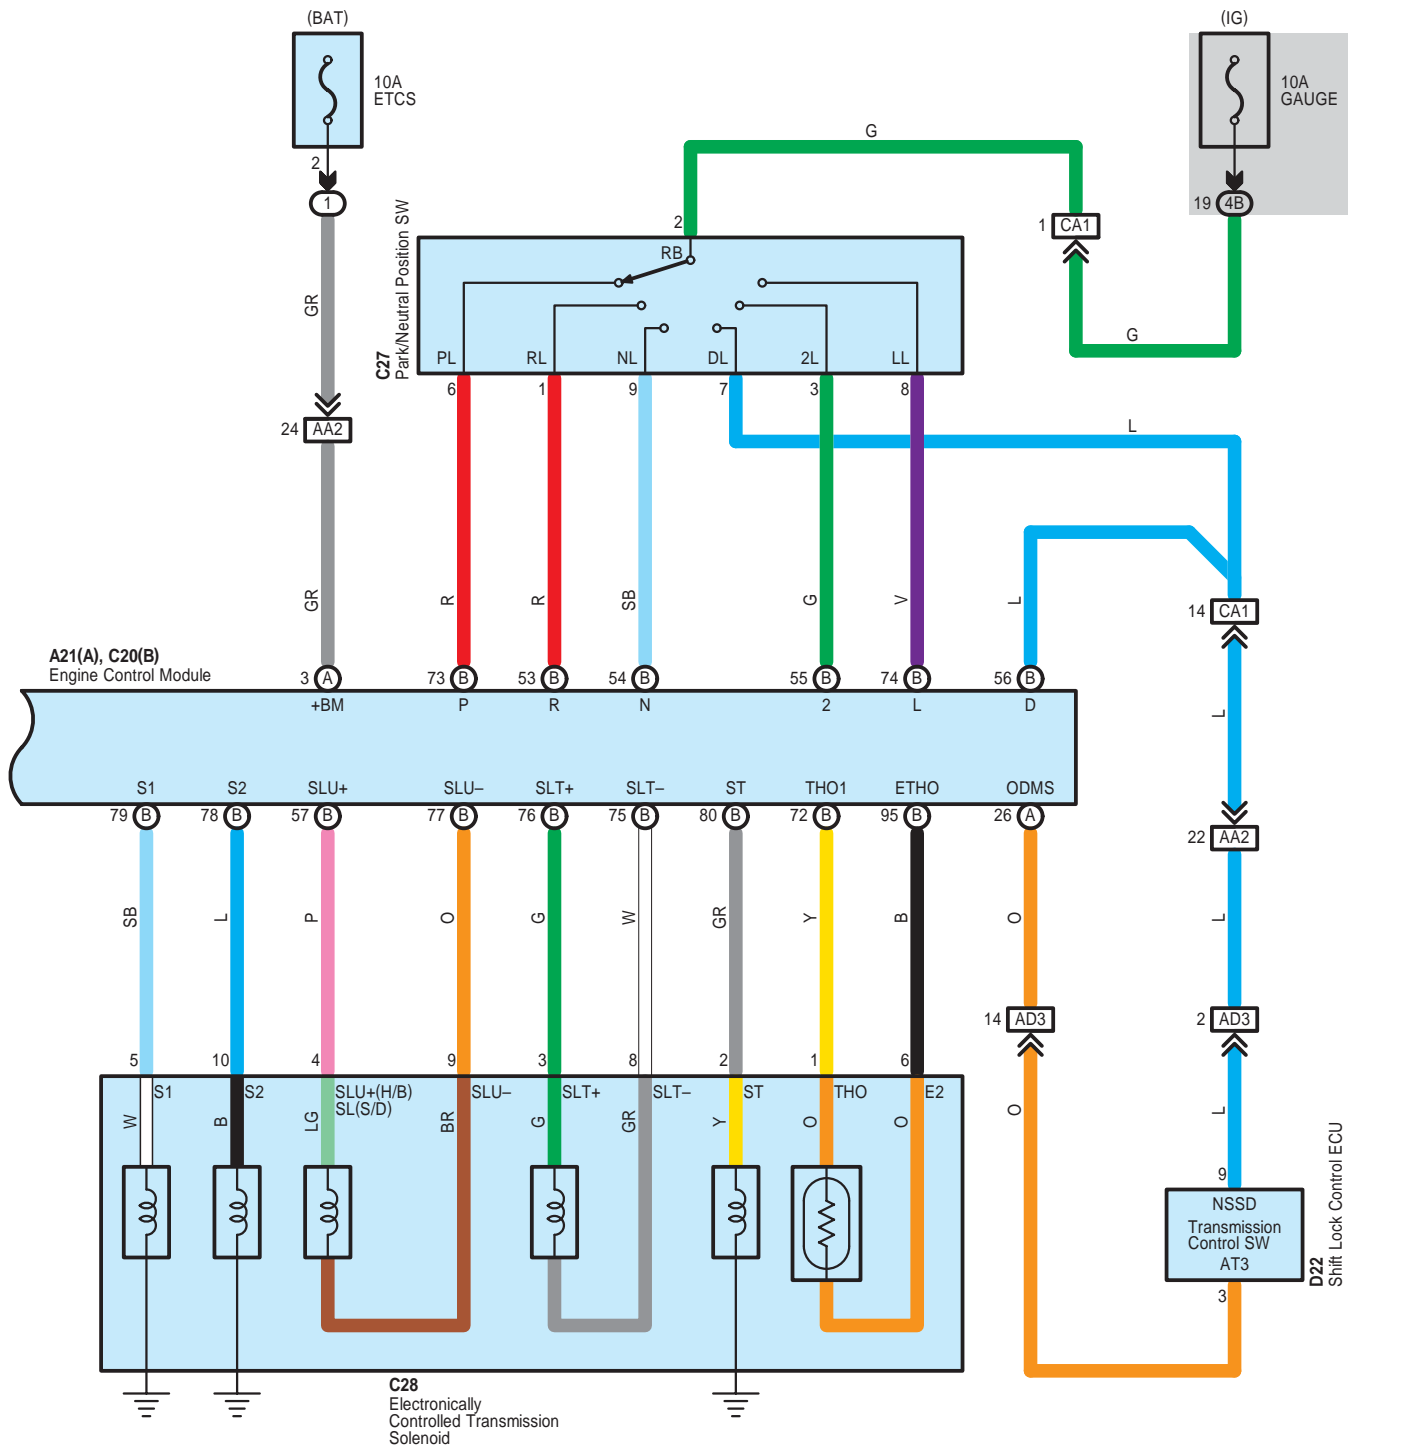 (BAT)
(IG)
10A
ETCS
10A
GAUGE
2
1
19 4B
G
1 CA1
G
2
RB
C27
Park/Neutral Position SW
PL RL NL DL 2L LL
6 1 9 7 3 8
GR
24 AA2
L
GR R R SB G V L
14 CA1
A21(A), C20(B)
Engine Control Module
3 A 73 B 53 B 54 B 55 B 74 B 56 B
+BM P R N 2 L D
L
S1 S2 SLU+ SLU– SLT+ SLT– ST THO1 ETHO ODMS
79 B 78 B 57 B 77 B 76 B 75 B 80 B 72 B 95 B 26 A
22 AA2
SB L P O G W GR Y B O L
14 AD3
2 AD3
5 10 4 9 3 8 2 1 6
S1 S2 SLU+(H/B) SLU– SLT+ SLT– ST THO E2
SL(S/D)
W B LG BR G GR Y O O O L
9
NSSD
Transmission
Control SW
AT3
D22
Shift Lock Control ECU
3
C28
Electronically
Controlled Transmission
Solenoid